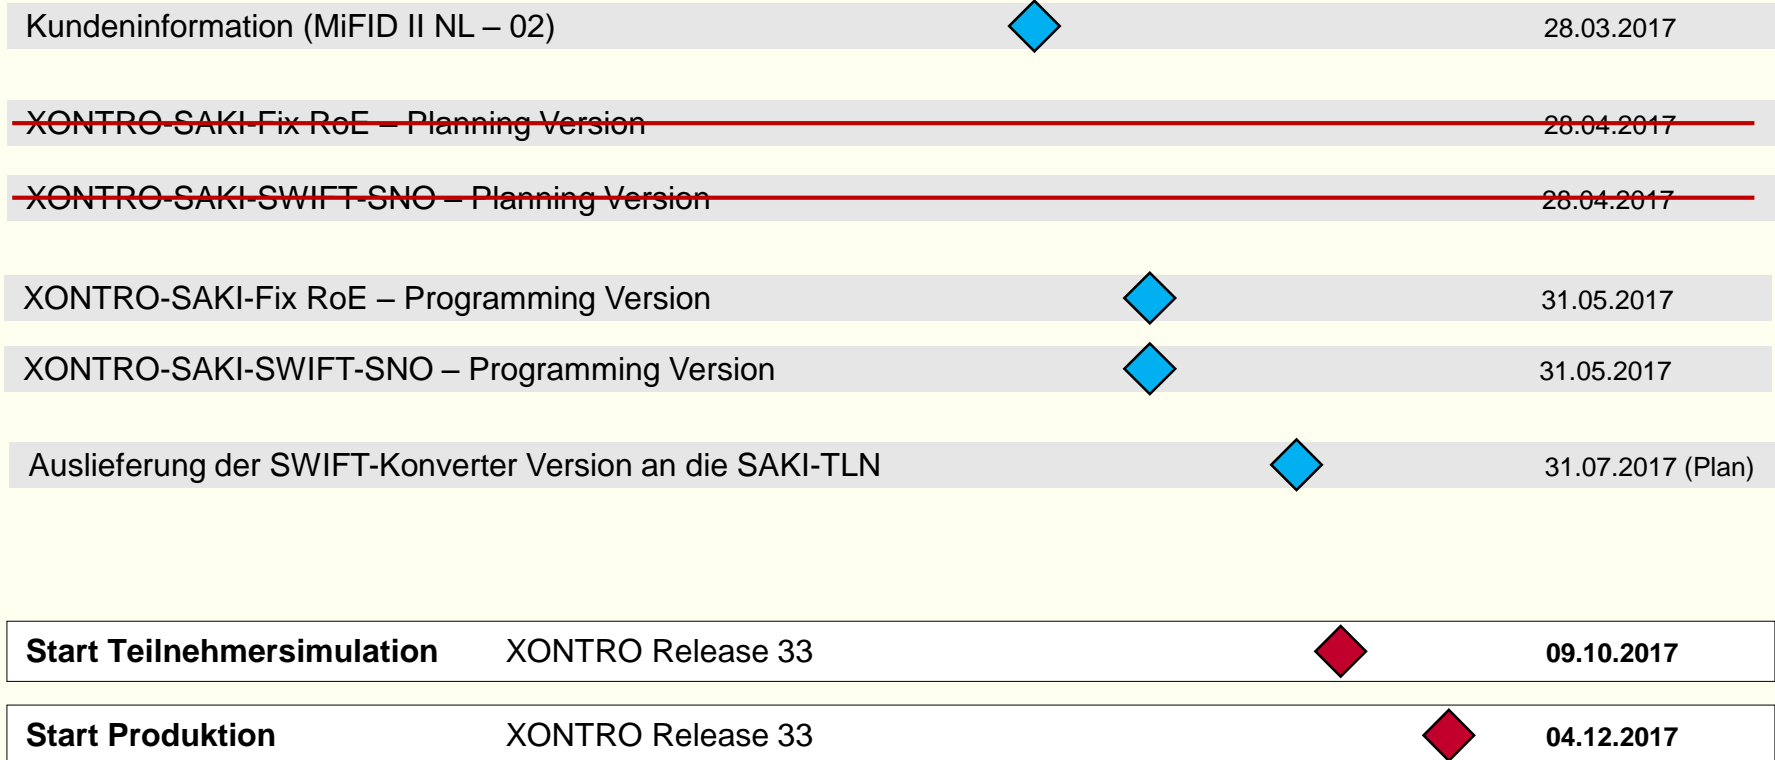 Kundeninformation (MiFID II NL – 02) 28.03.2017
XONTRO-SAKI-Fix RoE – Planning Version 28.04.2017
XONTRO-SAKI-SWIFT-SNO – Planning Version 28.04.2017
XONTRO-SAKI-Fix RoE – Programming Version 31.05.2017
XONTRO-SAKI-SWIFT-SNO – Programming Version 31.05.2017
Auslieferung der SWIFT-Konverter Version an die SAKI-TLN 31.07.2017 (Plan)
Start Teilnehmersimulation XONTRO Release 33 09.10.2017
Start Produktion XONTRO Release 33 04.12.2017